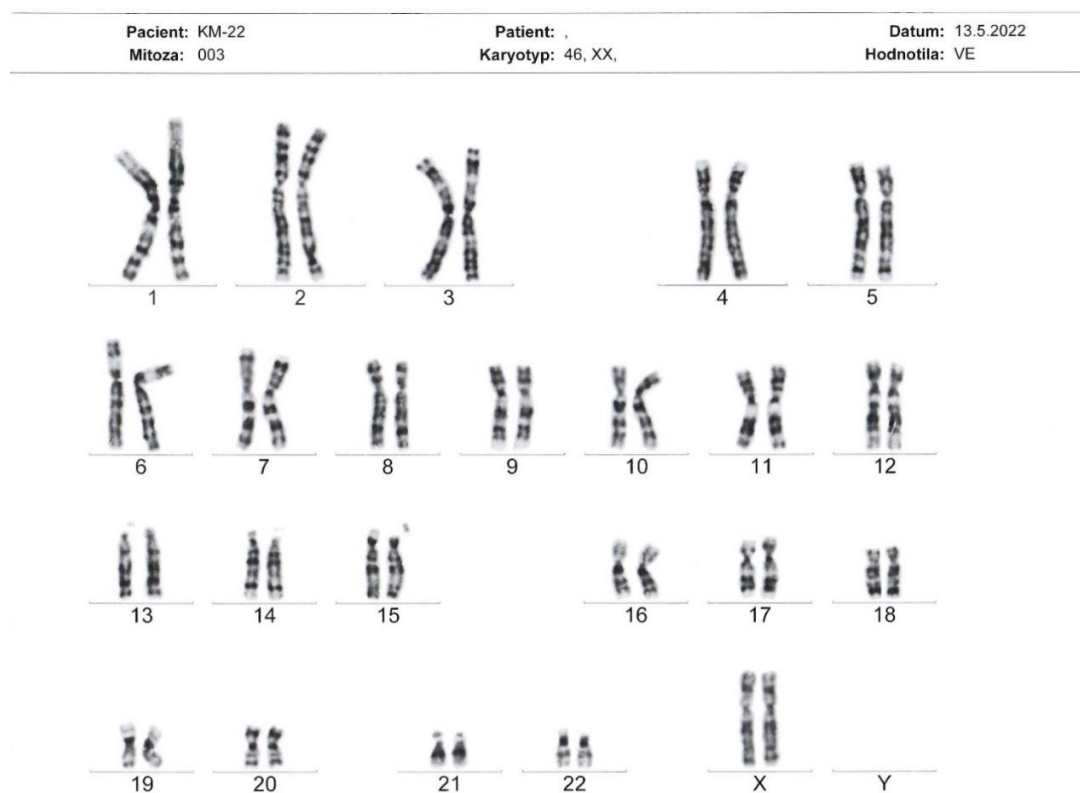 Pacient: KM-22 Patient: , Datum: 13.5.2022
Mitoza: 003 Karyotyp: 46, XX, Hodnotila: VE
1 2 3 4 5
6 7 8 9 10 11 12
13 14 15 16 17 18
19 20 21 22 X Y